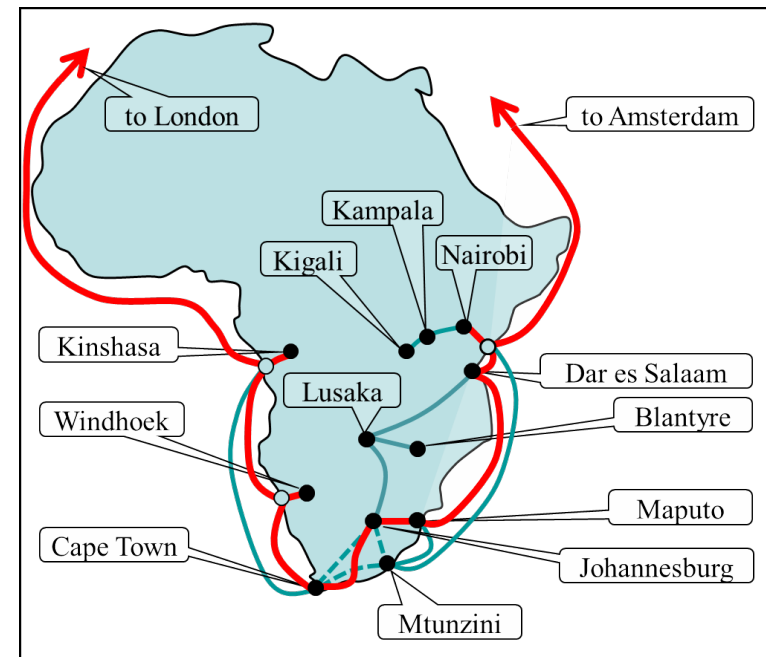 to London
to Amsterdam
Kampala
Kigali
Nairobi
Kinshasa
Dar es Salaam
Lusaka
Windhoek
Blantyre
Maputo
Cape Town
Johannesburg
Mtunzini